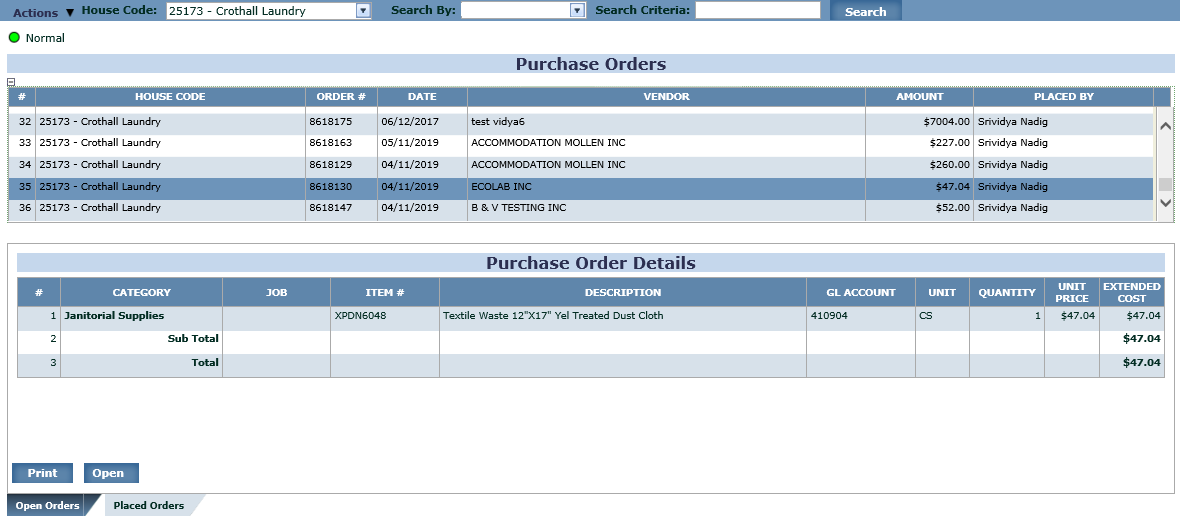 Actions ▼ House Code: 25173 - Crothall Laundry Search By: Search Criteria: Search
Normal
Purchase Orders
# HOUSE CODE ORDER # DATE VENDOR AMOUNT PLACED BY
32 25173 - Crothall Laundry 8618175 06/12/2017 test vidya6 $7004.00 Srividya Nadig
33 25173 - Crothall Laundry 8618163 05/11/2019 ACCOMMODATION MOLLEN INC $227.00 Srividya Nadig
34 25173 - Crothall Laundry 8618129 04/11/2019 ACCOMMODATION MOLLEN INC $260.00 Srividya Nadig
35 25173 - Crothall Laundry 8618130 04/11/2019 ECOLAB INC $47.04 Srividya Nadig
36 25173 - Crothall Laundry 8618147 04/11/2019 B & V TESTING INC $52.00 Srividya Nadig
Purchase Order Details
# CATEGORY JOB ITEM # DESCRIPTION GL ACCOUNT UNIT QUANTITY UNIT PRICE EXTENDED COST
1 Janitorial Supplies XPDN6048 Textile Waste 12"X17" Yel Treated Dust Cloth 410904 CS 1 $47.04 $47.04
2 Sub Total $47.04
3 Total $47.04
Print Open
Open Orders Placed Orders